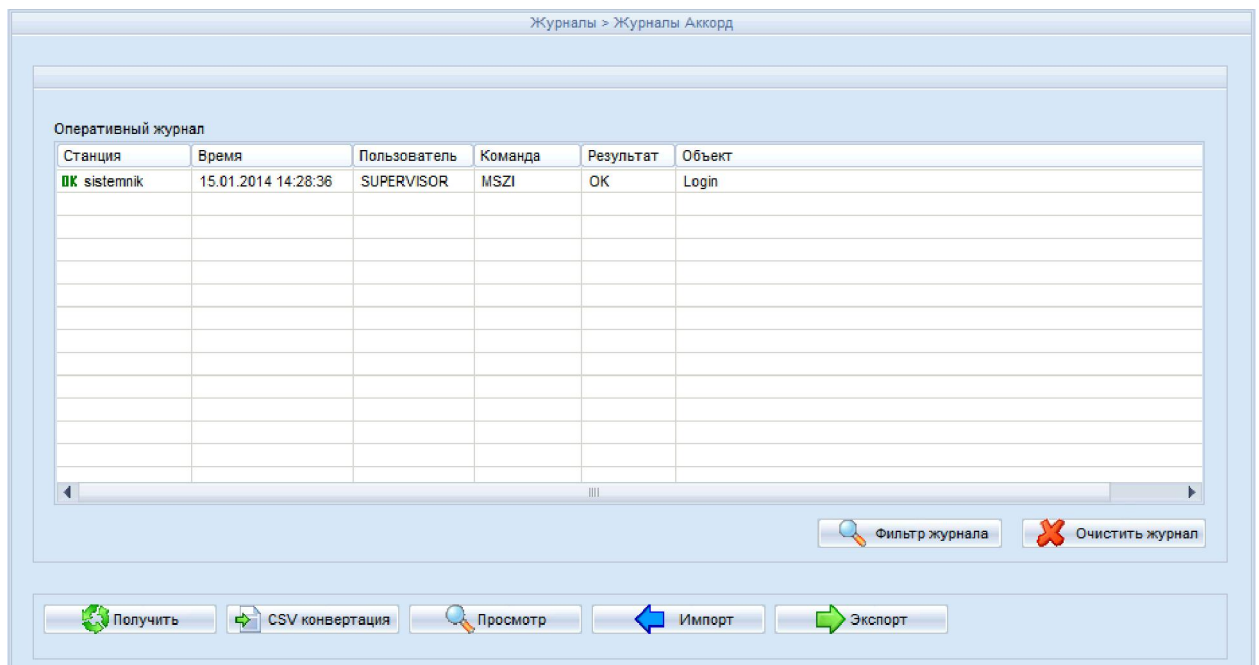 Журналы > Журналы Аккорд
Оперативный журнал
Станция Время Пользователь Команда Результат Объект
OK sistemnik 15.01.2014 14:28:36 SUPERVISOR MSZI OK Login
Фильтр журнала Очистить журнал
Получить CSV конвертация Просмотр Импорт Экспорт